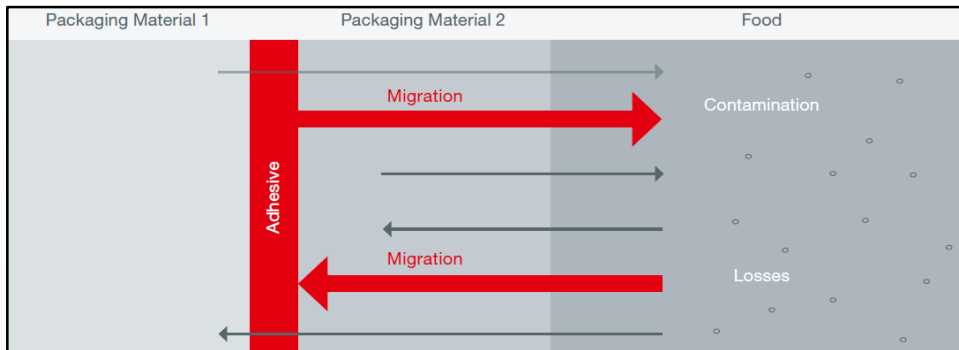 Packaging Material 1
Packaging Material 2
Food
Migration
Contamination
Adhesive
Migration
Losses